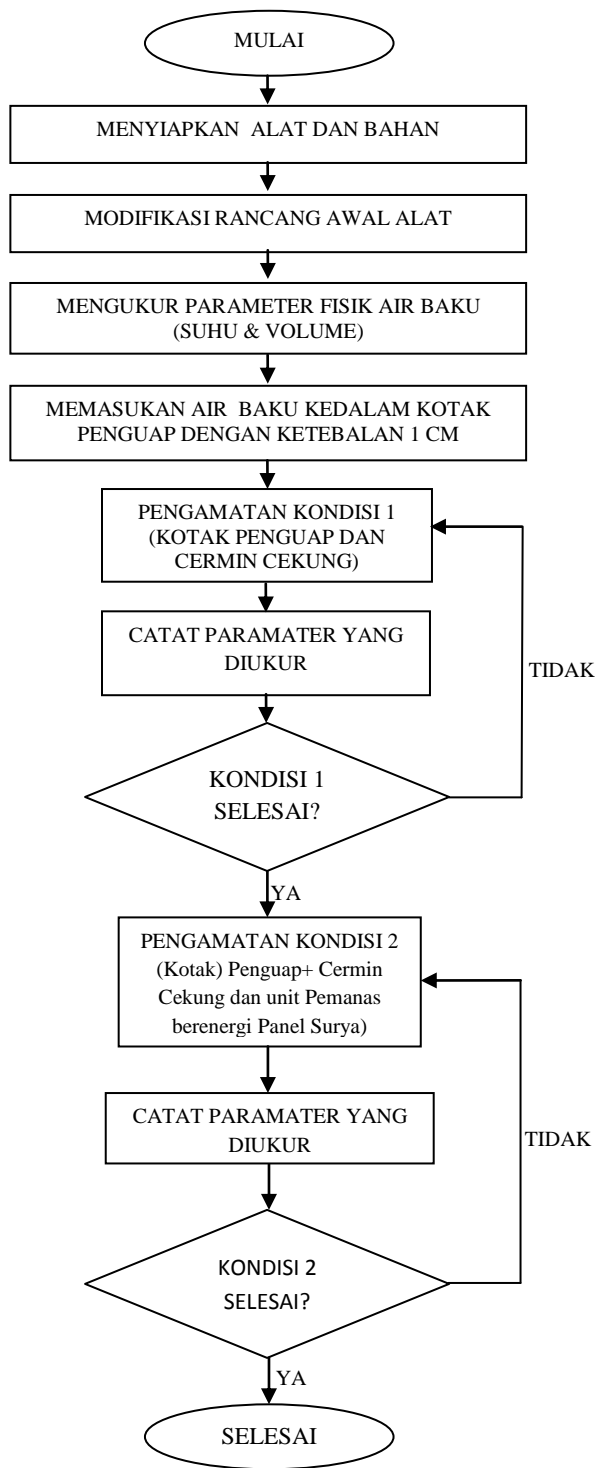 MULAI
MENYIAPKAN ALAT DAN BAHAN
MODIFIKASI RANCANG AWAL ALAT
MENGUKUR PARAMETER FISIK AIR BAKU
(SUHU & VOLUME)
MEMASUKAN AIR BAKU KEDALAM KOTAK
PENGUAP DENGAN KETEBALAN 1 CM
PENGAMATAN KONDISI 1
(KOTAK PENGUAP DAN
CERMIN CEKUNG)
CATAT PARAMATER YANG
DIUKUR
TIDAK
KONDISI 1
SELESAI?
YA
PENGAMATAN KONDISI 2
(Kotak) Penguap+ Cermin
Cekung dan unit Pemanas
berenergi Panel Surya)
CATAT PARAMATER YANG
DIUKUR
TIDAK
KONDISI 2
SELESAI?
YA
SELESAI